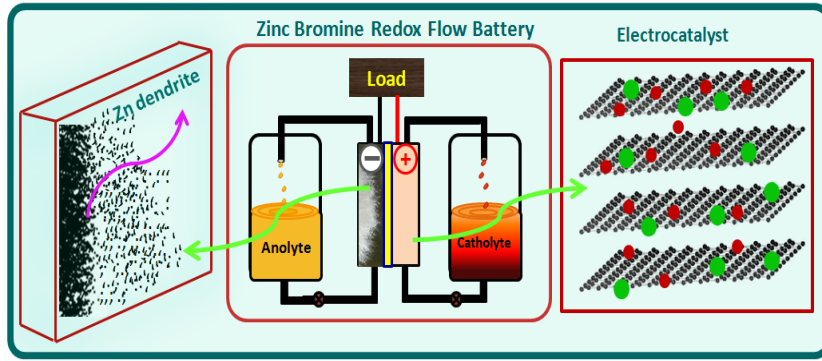 Zinc Bromine Redox Flow Battery
Electrocatalyst
Load
Zn dendrite
−
+
Anolyte
Catholyte